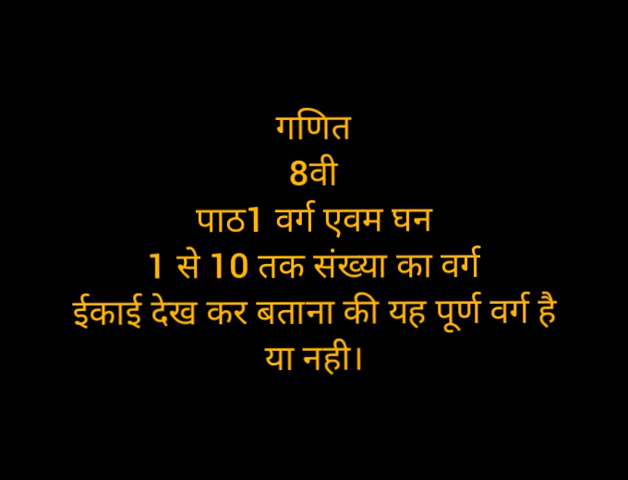 गणित
8वी
पाठ1 वर्ग एवम घन
1 से 10 तक संख्या का वर्ग
ईकाई देख कर बताना की यह पूर्ण वर्ग है
या नही।